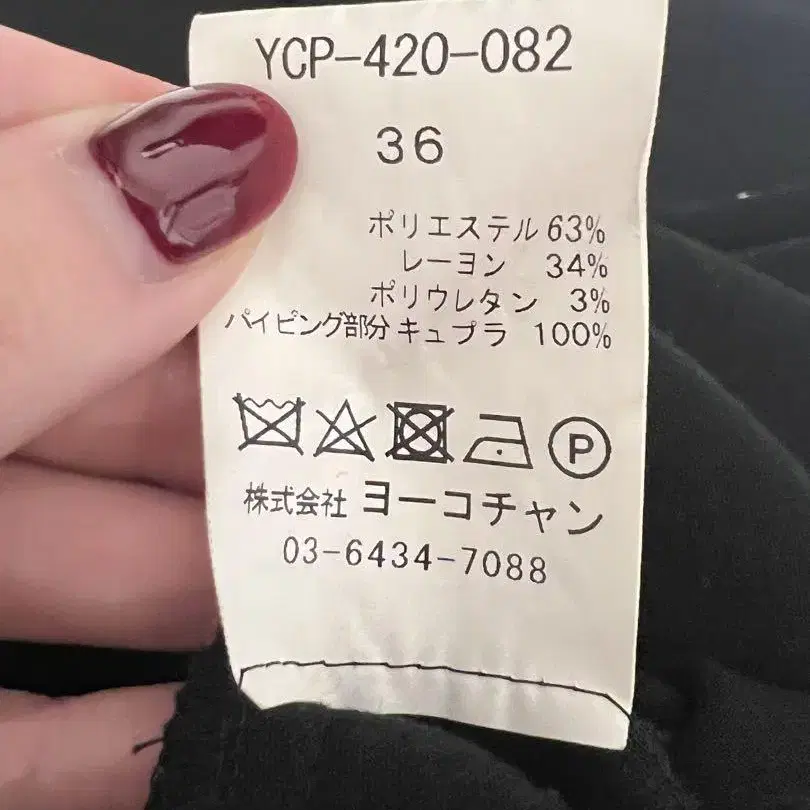 YCP-420-082
36
ポリエステル 63%
レーヨン 34%
ポリウレタン 3%
パイピング部分 キュプラ 100%
P
株式会社 ヨーコチャン
03-6434-7088